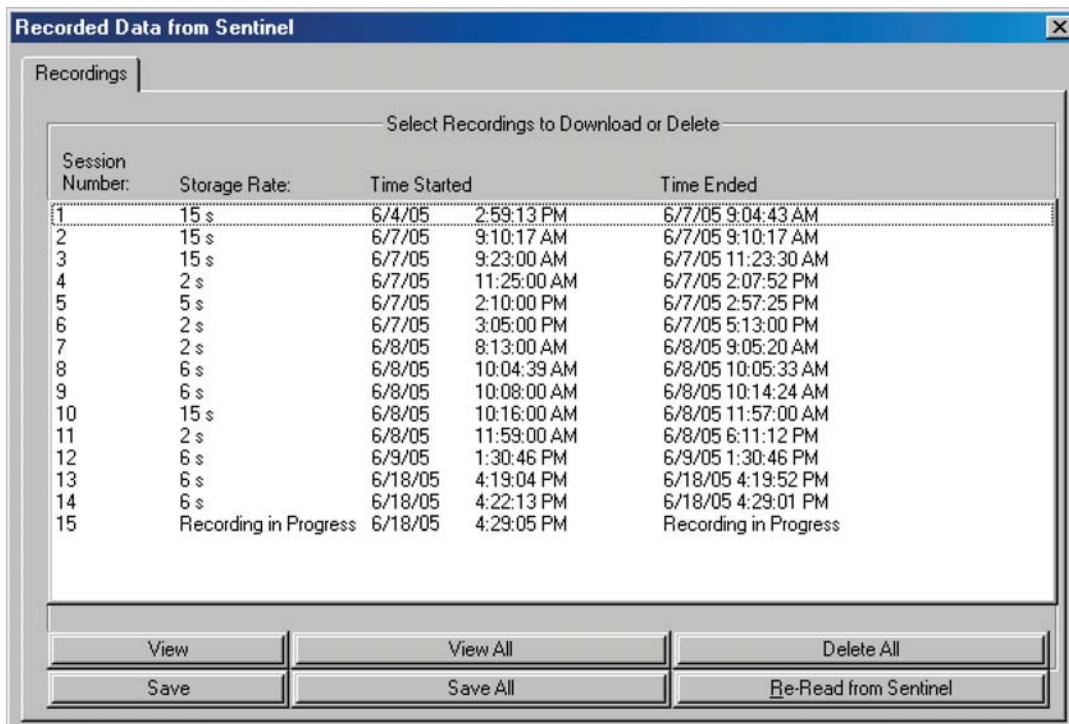 Recorded Data from Sentinel
Recordings
Select Recordings to Download or Delete
Session
Number: Storage Rate: Time Started Time Ended
1 15 s 6/4/05 2:59:13 PM 6/7/05 9:04:43 AM
2 15 s 6/7/05 9:10:17 AM 6/7/05 9:10:17 AM
3 15 s 6/7/05 9:23:00 AM 6/7/05 11:23:30 AM
4 2 s 6/7/05 11:25:00 AM 6/7/05 2:07:52 PM
5 5 s 6/7/05 2:10:00 PM 6/7/05 2:57:25 PM
6 2 s 6/7/05 3:05:00 PM 6/7/05 5:13:00 PM
7 2 s 6/8/05 8:13:00 AM 6/8/05 9:05:20 AM
8 6 s 6/8/05 10:04:39 AM 6/8/05 10:05:33 AM
9 6 s 6/8/05 10:08:00 AM 6/8/05 10:14:24 AM
10 15 s 6/8/05 10:16:00 AM 6/8/05 11:57:00 AM
11 2 s 6/8/05 11:59:00 AM 6/8/05 6:11:12 PM
12 6 s 6/9/05 1:30:46 PM 6/9/05 1:30:46 PM
13 6 s 6/18/05 4:19:04 PM 6/18/05 4:19:52 PM
14 6 s 6/18/05 4:22:13 PM 6/18/05 4:29:01 PM
15 Recording in Progress 6/18/05 4:29:05 PM Recording in Progress
View View All Delete All
Save Save All Re-Read from Sentinel